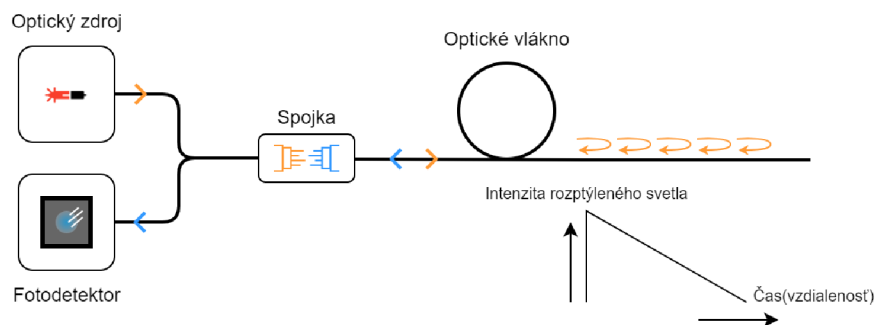 Optický zdroj
Optické vlákno
Spojka
Intenzita rozptýleného svetla
Fotodetektor
Čas(vzdialenosť)